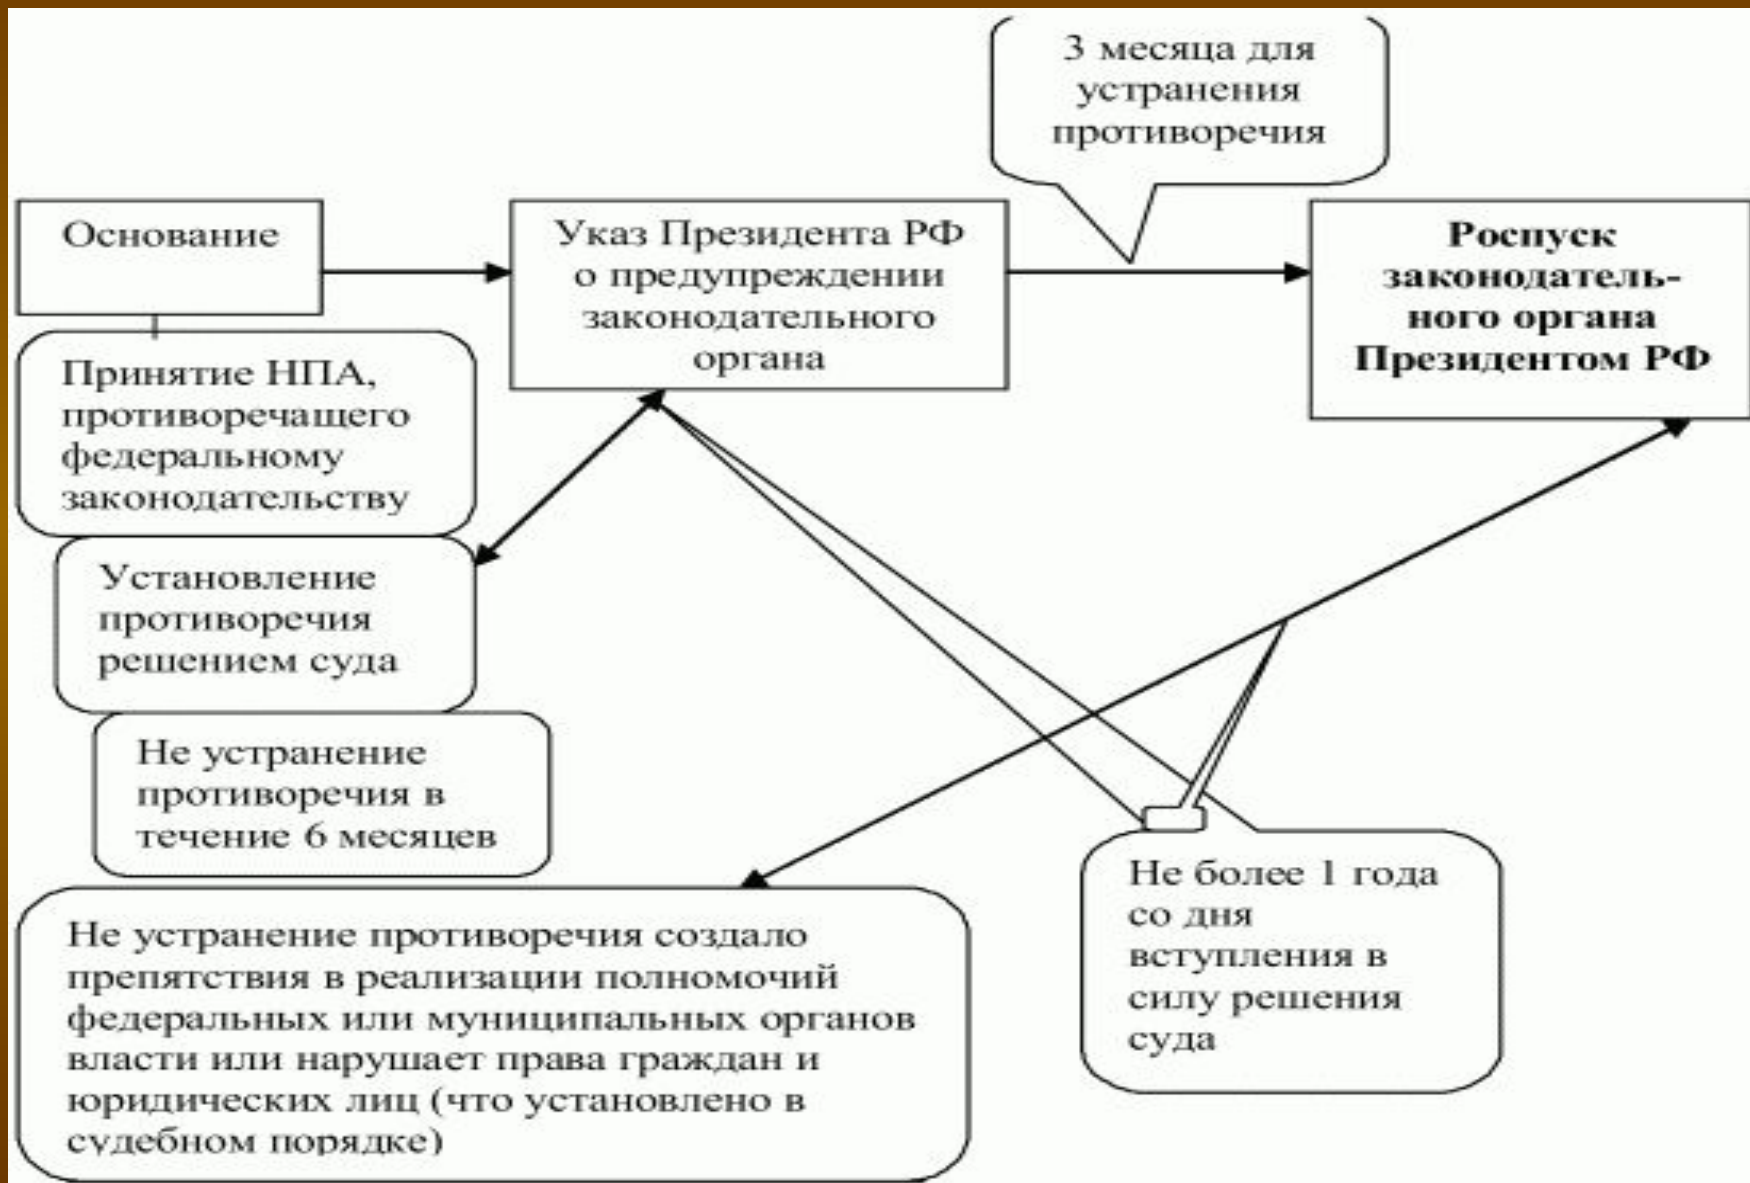 3 месяца для
устранения
противоречия
Основание
Указ Президента РФ
о предупреждении
законодательного
органа
Роспуск
законодатель-
ного органа
Президентом РФ
Принятие НПА,
противоречащего
федеральному
законодательству
Установление
противоречия
решением суда
Не устранение
противоречия в
течение 6 месяцев
Не устранение противоречия создало
препятствия в реализации полномочий
федеральных или муниципальных органов
власти или нарушает права граждан и
юридических лиц (что установлено в
судебном порядке)
Не более 1 года
со дня
вступления в
силу решения
суда